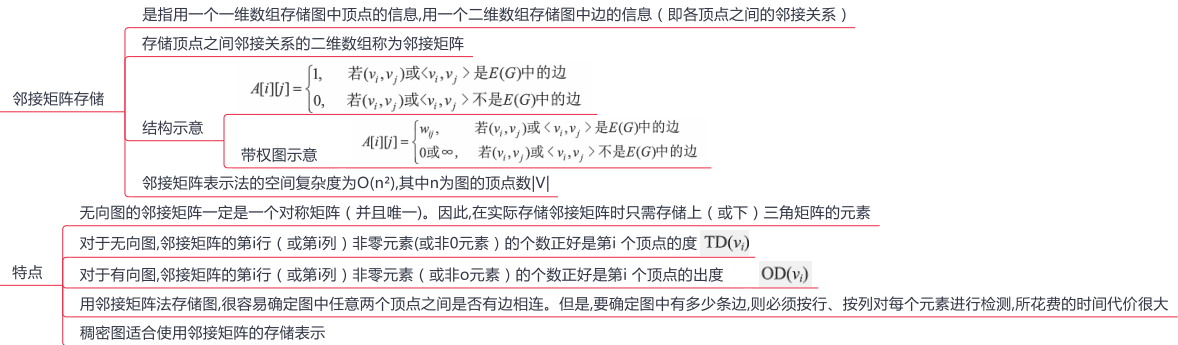 是指用一个一维数组存储图中顶点的信息,用一个二维数组存储图中边的信息（即各顶点之间的邻接关系）
存储顶点之间邻接关系的二维数组称为邻接矩阵
邻接矩阵存储
A[i][j]={1, 若(vi,vj)或<vi,vj>是E(G)中的边
0, 若(vi,vj)或<vi,vj>不是E(G)中的边
结构示意
带权图示意
A[i][j]={wij, 若(vi,vj)或<vi,vj>是E(G)中的边
0或∞, 若(vi,vj)或<vi,vj>不是E(G)中的边
邻接矩阵表示法的空间复杂度为O(n²),其中n为图的顶点数|V|
特点
无向图的邻接矩阵一定是一个对称矩阵（并且唯一)。因此,在实际存储邻接矩阵时只需存储上（或下）三角矩阵的元素
对于无向图,邻接矩阵的第i行（或第i列）非零元素(或非0元素）的个数正好是第i 个顶点的度 TD(vi)
对于有向图,邻接矩阵的第i行（或第i列）非零元素（或非o元素）的个数正好是第i 个顶点的出度 OD(vi)
用邻接矩阵法存储图,很容易确定图中任意两个顶点之间是否有边相连。但是,要确定图中有多少条边,则必须按行、按列对每个元素进行检测,所花费的时间代价很大
稠密图适合使用邻接矩阵的存储表示